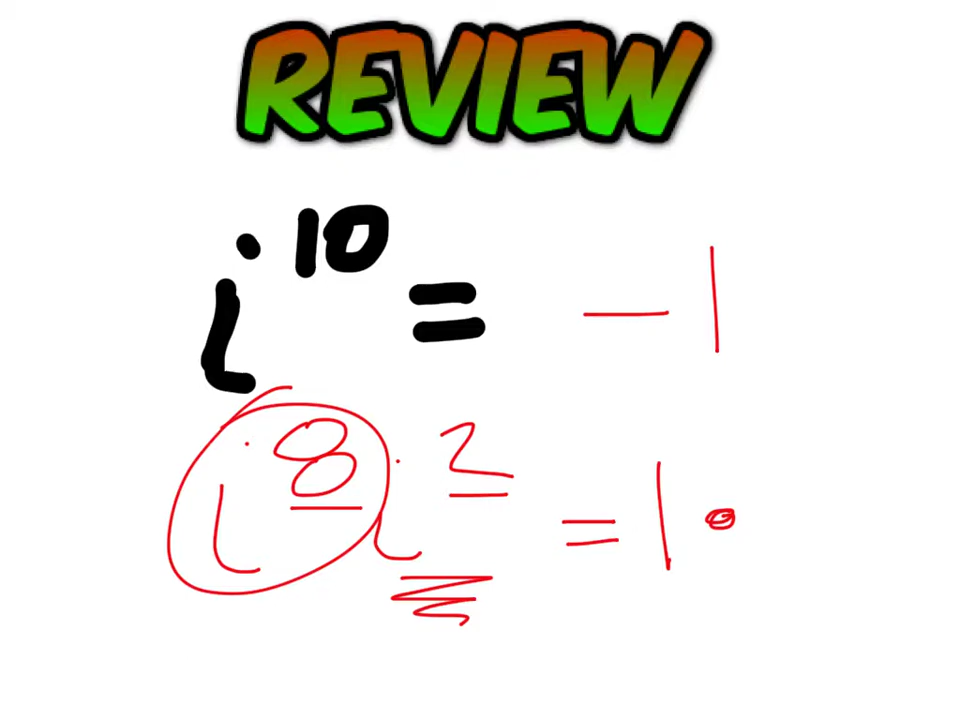 REVIEW
i^10 = -1
i^8 i^2 = 1 ·